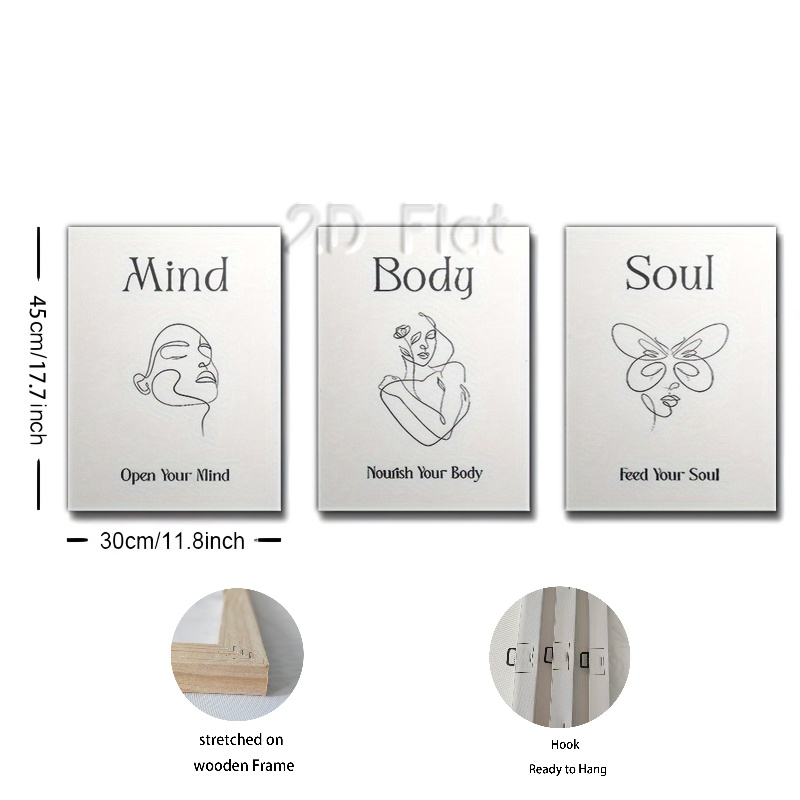 2.D Flat
Mind
Body
Soul
45cm/17.7inch
Open Your Mind
Nourish Your Body
Feed Your Soul
30cm/11.8inch
stretched on
wooden Frame
Hook
Ready to Hang